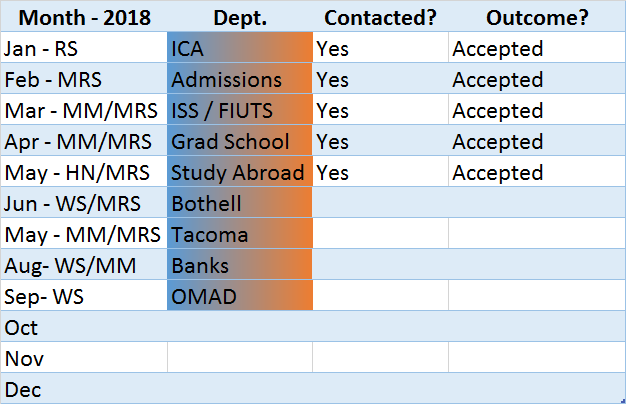 Month - 2018 Dept. Contacted? Outcome?
Jan - RS ICA Yes Accepted
Feb - MRS Admissions Yes Accepted
Mar - MM/MRS ISS / FIUTS Yes Accepted
Apr - MM/MRS Grad School Yes Accepted
May - HN/MRS Study Abroad Yes Accepted
Jun - WS/MRS Bothell
May - MM/MRS Tacoma
Aug- WS/MM Banks
Sep- WS OMAD
Oct
Nov
Dec